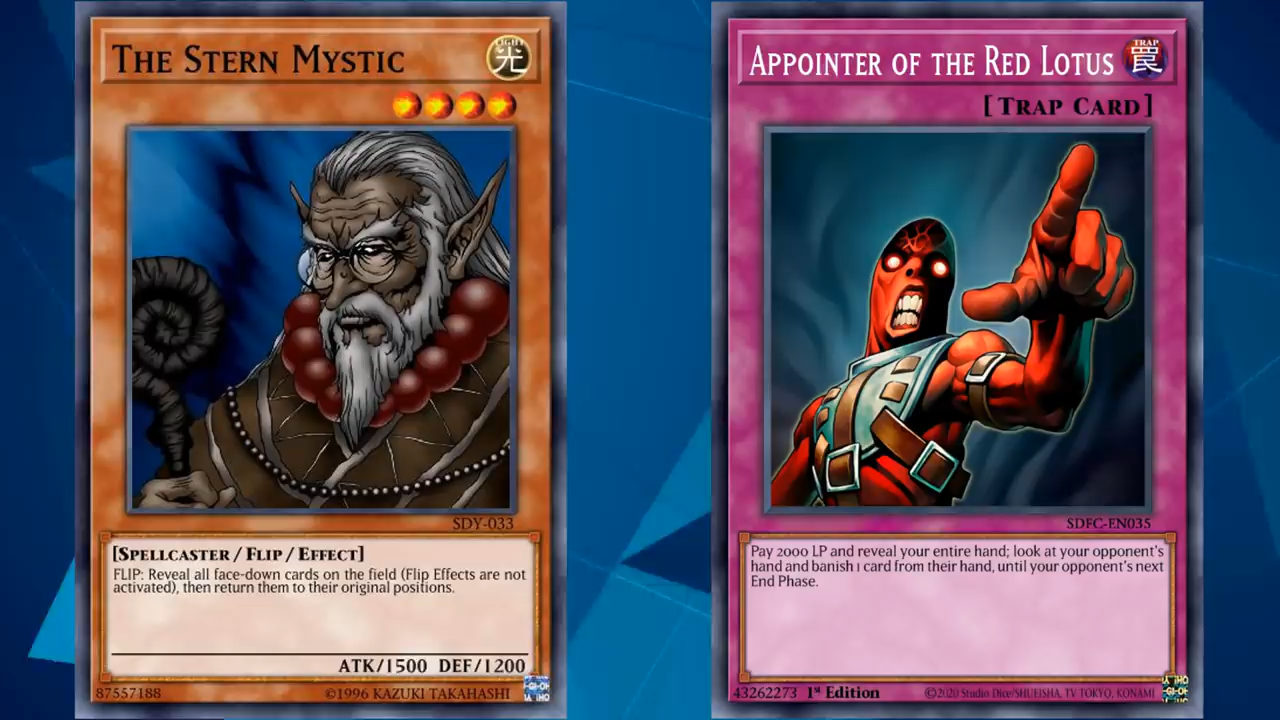 THE STERN MYSTIC
LIGHT
光
SDY-033
[SPELLCASTER / FLIP / EFFECT]
FLIP: Reveal all face-down cards on the field (Flip Effects are not
activated), then return them to their original positions.
ATK/1500 DEF/1200
87557188
©1996 KAZUKI TAKAHASHI
APPOINTER OF THE RED LOTUS
TRAP
罠
[TRAP CARD]
SDFC-EN035
Pay 2000 LP and reveal your entire hand; look at your opponent's
hand and banish 1 card from their hand, until your opponent's next
End Phase.
43262273 1st Edition
©2020 Studio Dice/SHUEISHA, TV TOKYO, KONAMI